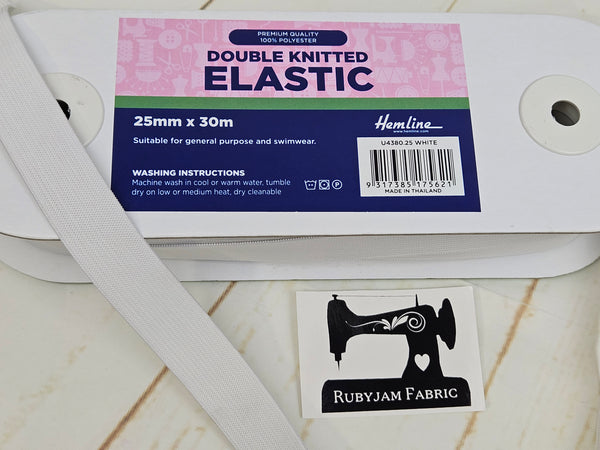 PREMIUM QUALITY
100% POLYESTER
DOUBLE KNITTED
ELASTIC
25mm x 30m
Suitable for general purpose and swimwear.
WASHING INSTRUCTIONS
Machine wash in cool or warm water, tumble
dry on low or medium heat, dry cleanable
P
Hemline
www.hemline.com
U4380.25 WHITE
9 317385 175621
MADE IN THAILAND
RUBYJAM FABRIC